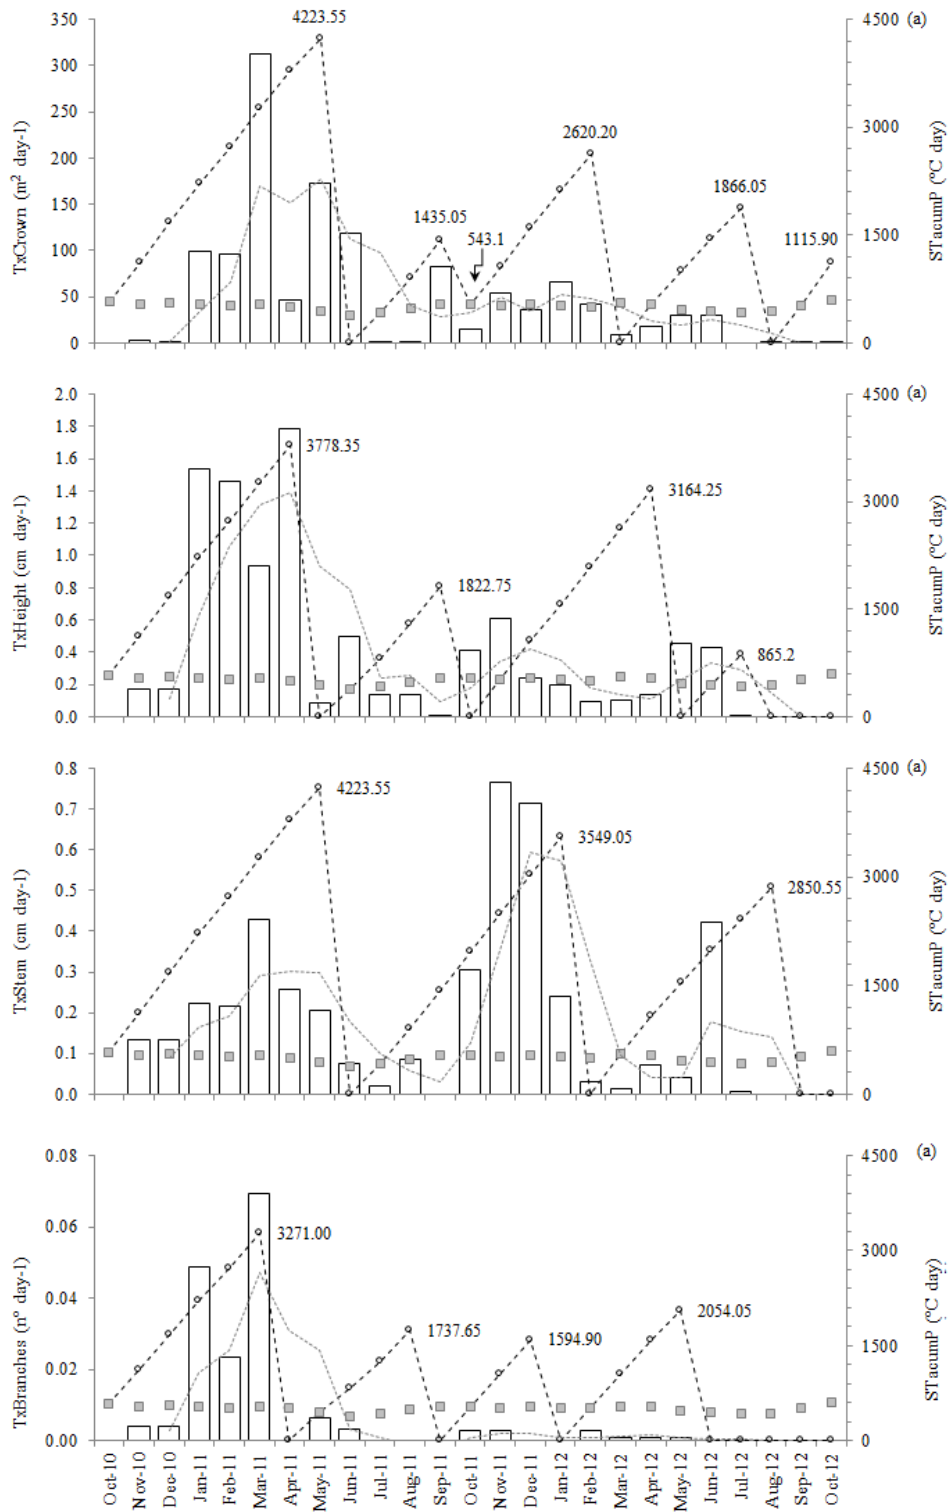 350
300
250
200
150
100
50
0
TxCrown (m² day-1)
4223.55
1435.05
543.1
2620.20
1866.05
1115.90
4500
3000
1500
0
STacumP (ºC day)
(a)
2.0
1.8
1.6
1.4
1.2
1.0
0.8
0.6
0.4
0.2
0.0
TxHeight (cm day-1)
3778.35
1822.75
3164.25
865.2
4500
3000
1500
0
STacumP (ºC day)
(a)
0.8
0.7
0.6
0.5
0.4
0.3
0.2
0.1
0.0
TxStem (cm day-1)
4223.55
3549.05
2850.55
4500
3000
1500
0
STacumP (ºC day)
(a)
0.08
0.06
0.04
0.02
0.00
TxBranches (nº day-1)
3271.00
1737.65
1594.90
2054.05
4500
3000
1500
0
STacumP (ºC day)
(a)
Oct-10
Nov-10
Dec-10
Jan-11
Feb-11
Mar-11
Apr-11
May-11
Jun-11
Jul-11
Aug-11
Sep-11
Oct-11
Nov-11
Dec-11
Jan-12
Feb-12
Mar-12
Apr-12
May-12
Jun-12
Jul-12
Aug-12
Sep-12
Oct-12